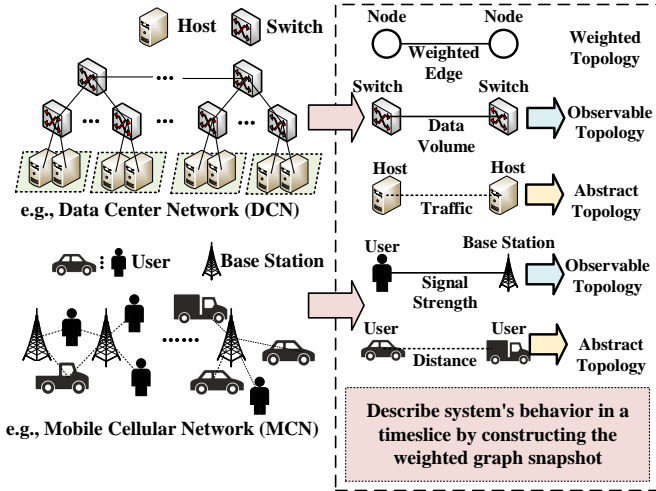 Host
Switch
e.g., Data Center Network (DCN)
User
Base Station
e.g., Mobile Cellular Network (MCN)
Node Node
Weighted
Edge
Weighted
Topology
Switch Switch
Data
Volume
Observable
Topology
Host Host
Traffic
Abstract
Topology
User Base Station
Signal
Strength
Observable
Topology
User User
Distance
Abstract
Topology
Describe system's behavior in a
timeslice by constructing the
weighted graph snapshot